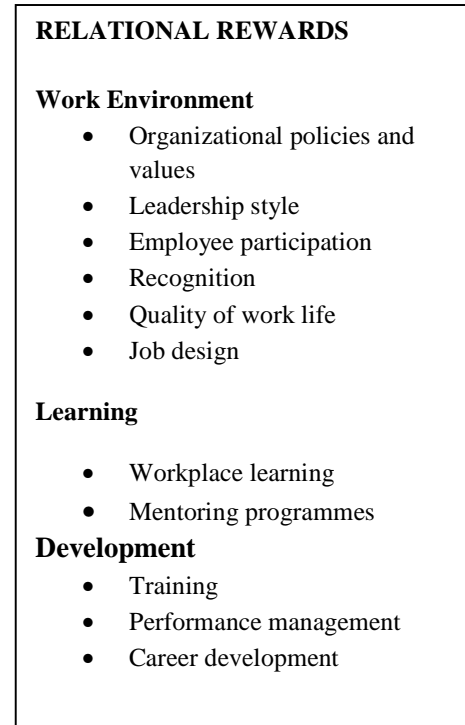 RELATIONAL REWARDS
Work Environment
• Organizational policies and
values
• Leadership style
• Employee participation
• Recognition
• Quality of work life
• Job design
Learning
• Workplace learning
• Mentoring programmes
Development
• Training
• Performance management
• Career development